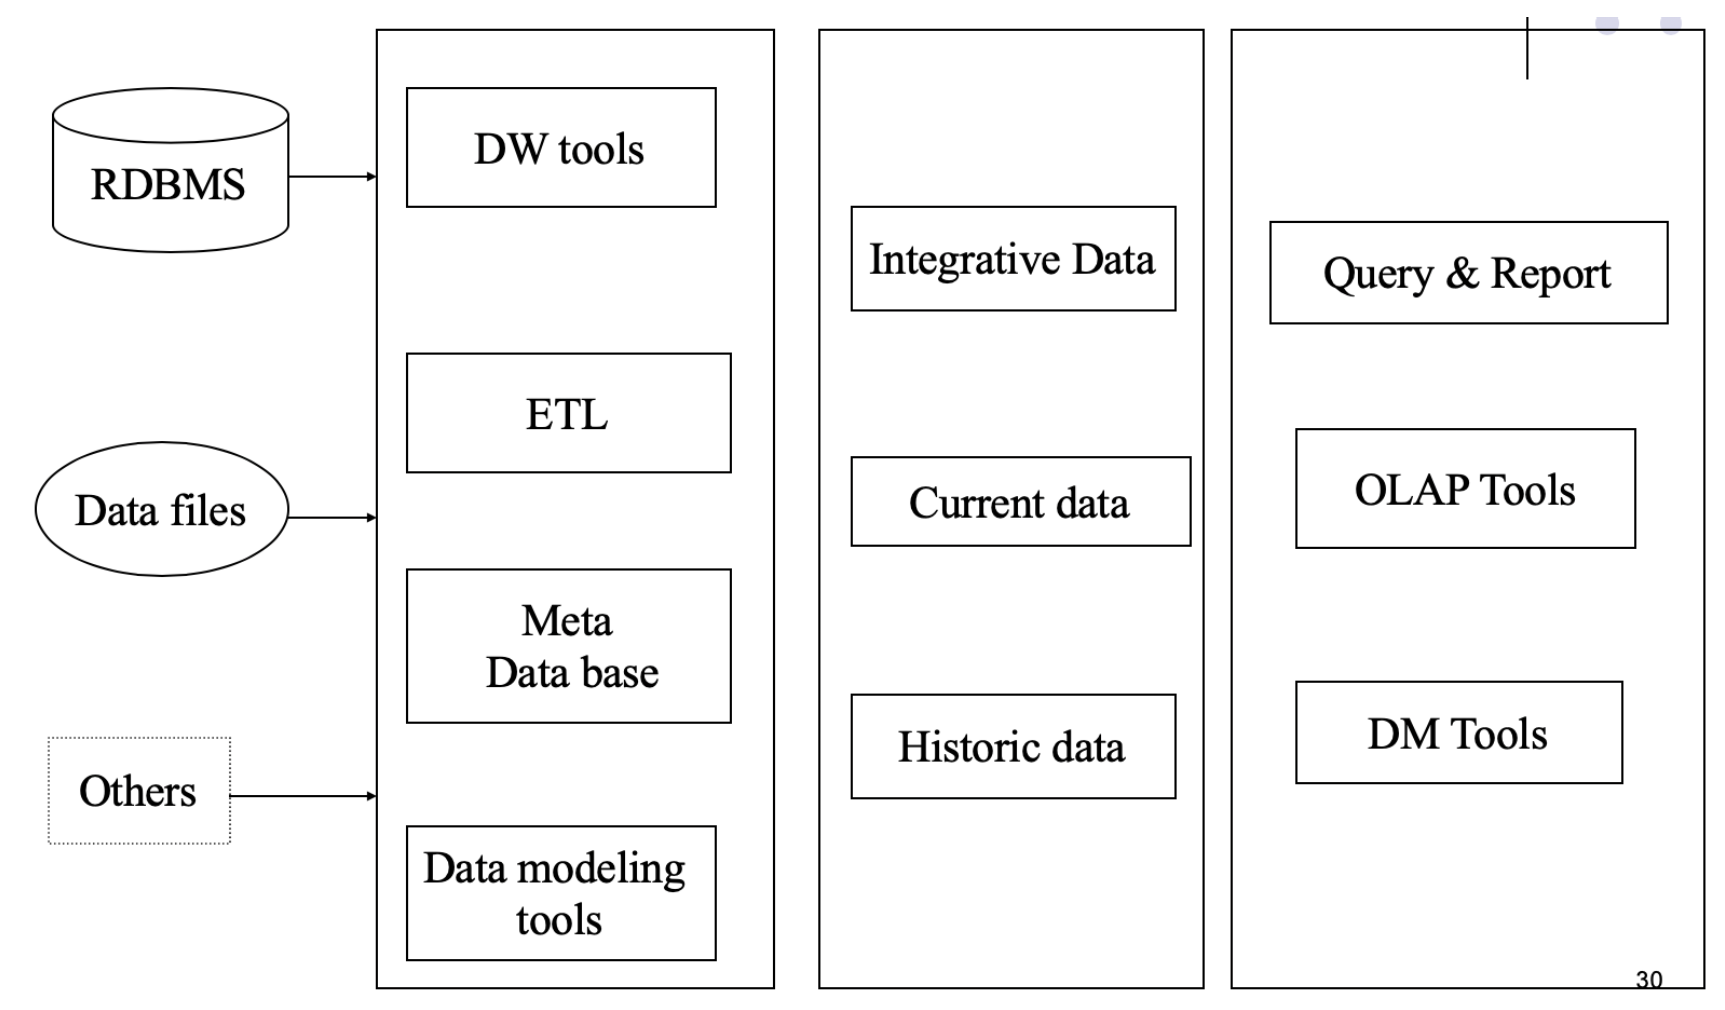 RDBMS
Data files
Others
DW tools
ETL
Meta
Data base
Data modeling
tools
Integrative Data
Current data
Historic data
Query & Report
OLAP Tools
DM Tools
30